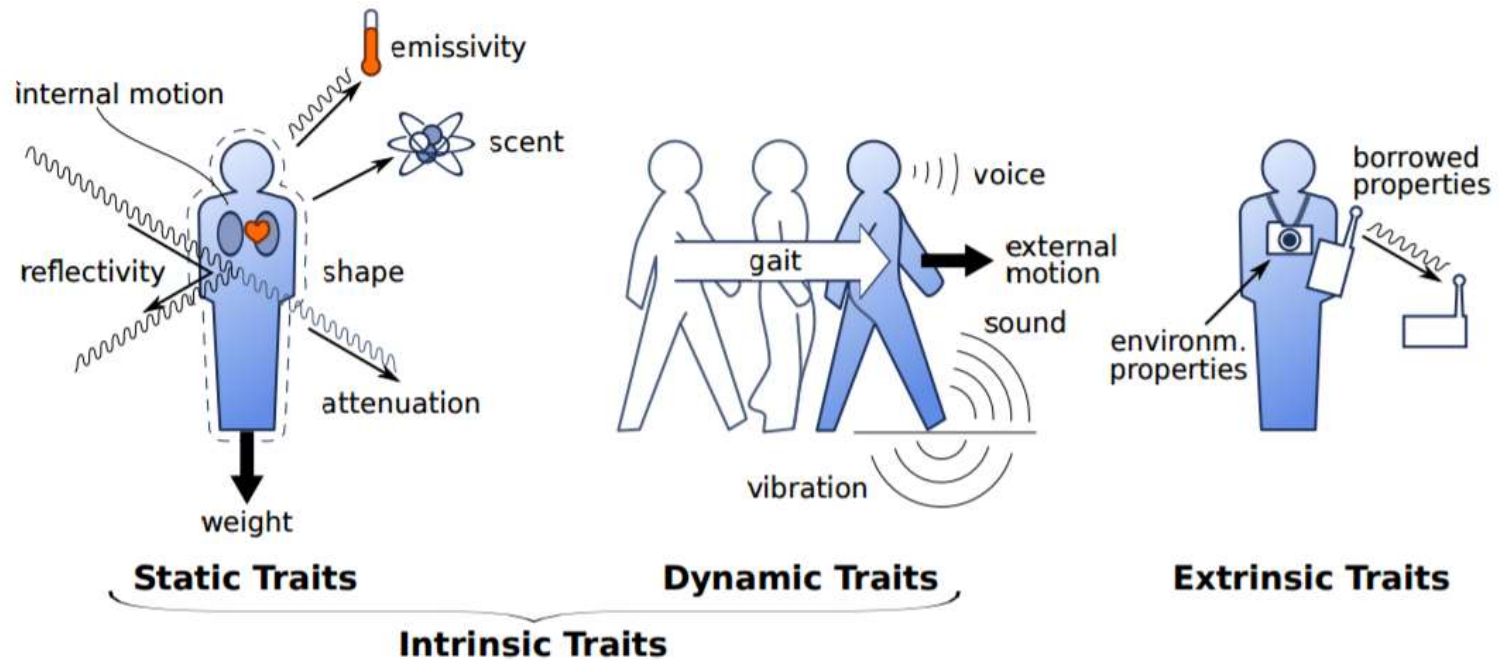 emissivity
internal motion
scent
reflectivity
shape
attenuation
weight
Static Traits
voice
gait
external
motion
sound
vibration
Dynamic Traits
Intrinsic Traits
borrowed
properties
environm.
properties
Extrinsic Traits